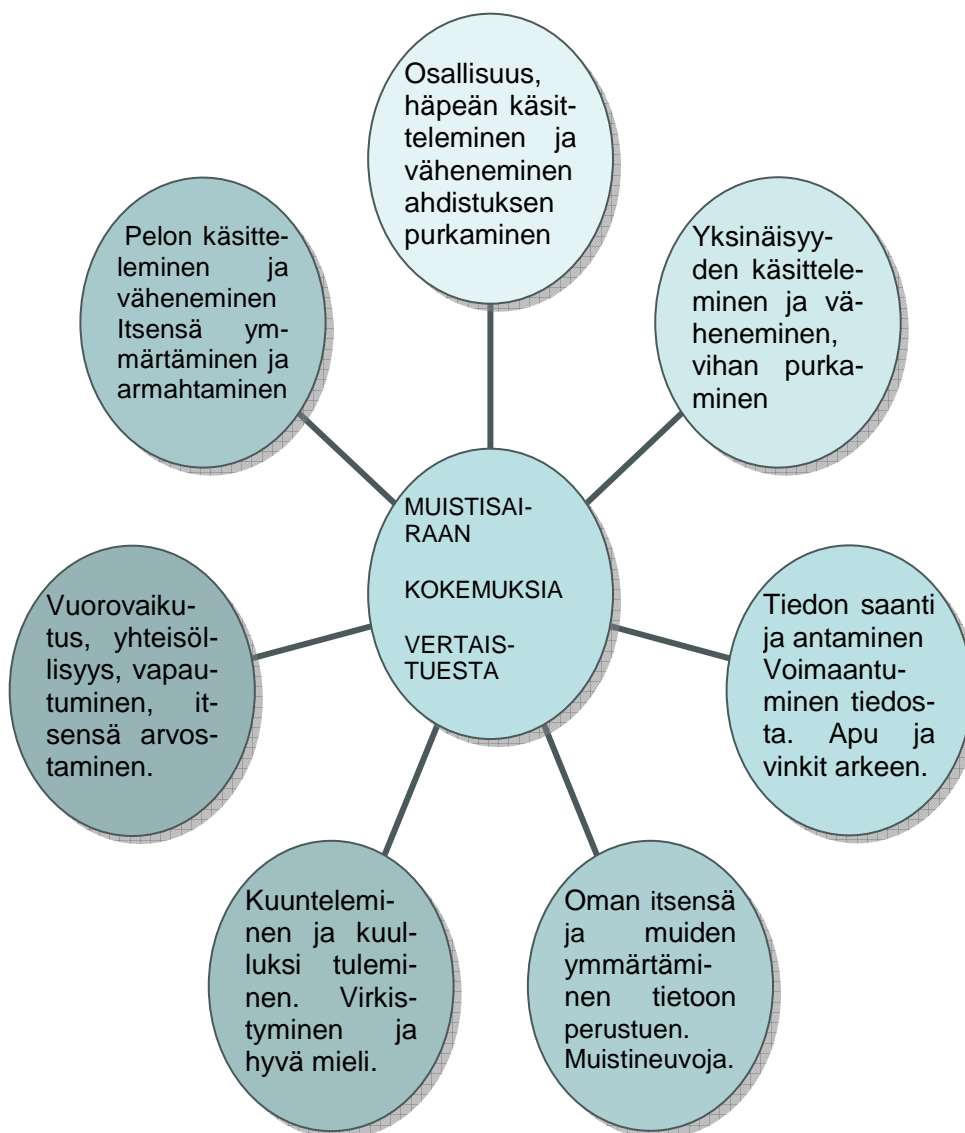 Osallisuus,
häpeän käsit-
teleminen ja
väheneminen
ahdistuksen
purkaminen
Pelon käsitte-
leminen ja
väheneminen
Itsensä ym-
märtäminen ja
armahtaminen
Yksinäisyy-
den käsittele-
minen ja vä-
heneminen,
vihan purka-
minen
MUISTISAI-
RAAN
KOKEMUKSIA
VERTAIS-
TUESTA
Vuorovaiku-
tus, yhteisöl-
lisyys, vapau-
tuminen, it-
sensä arvos-
taminen.
Tiedon saanti
ja antaminen
Voimaantu-
minen tiedos-
ta. Apu ja
vinkit arkeen.
Kuuntelemi-
nen ja kuul-
luksi tulemi-
nen. Virkis-
tyminen ja
hyvä mieli.
Oman itsensä
ja muiden
ymmärtämi-
nen tietoon
perustuen.
Muistineuvoja.